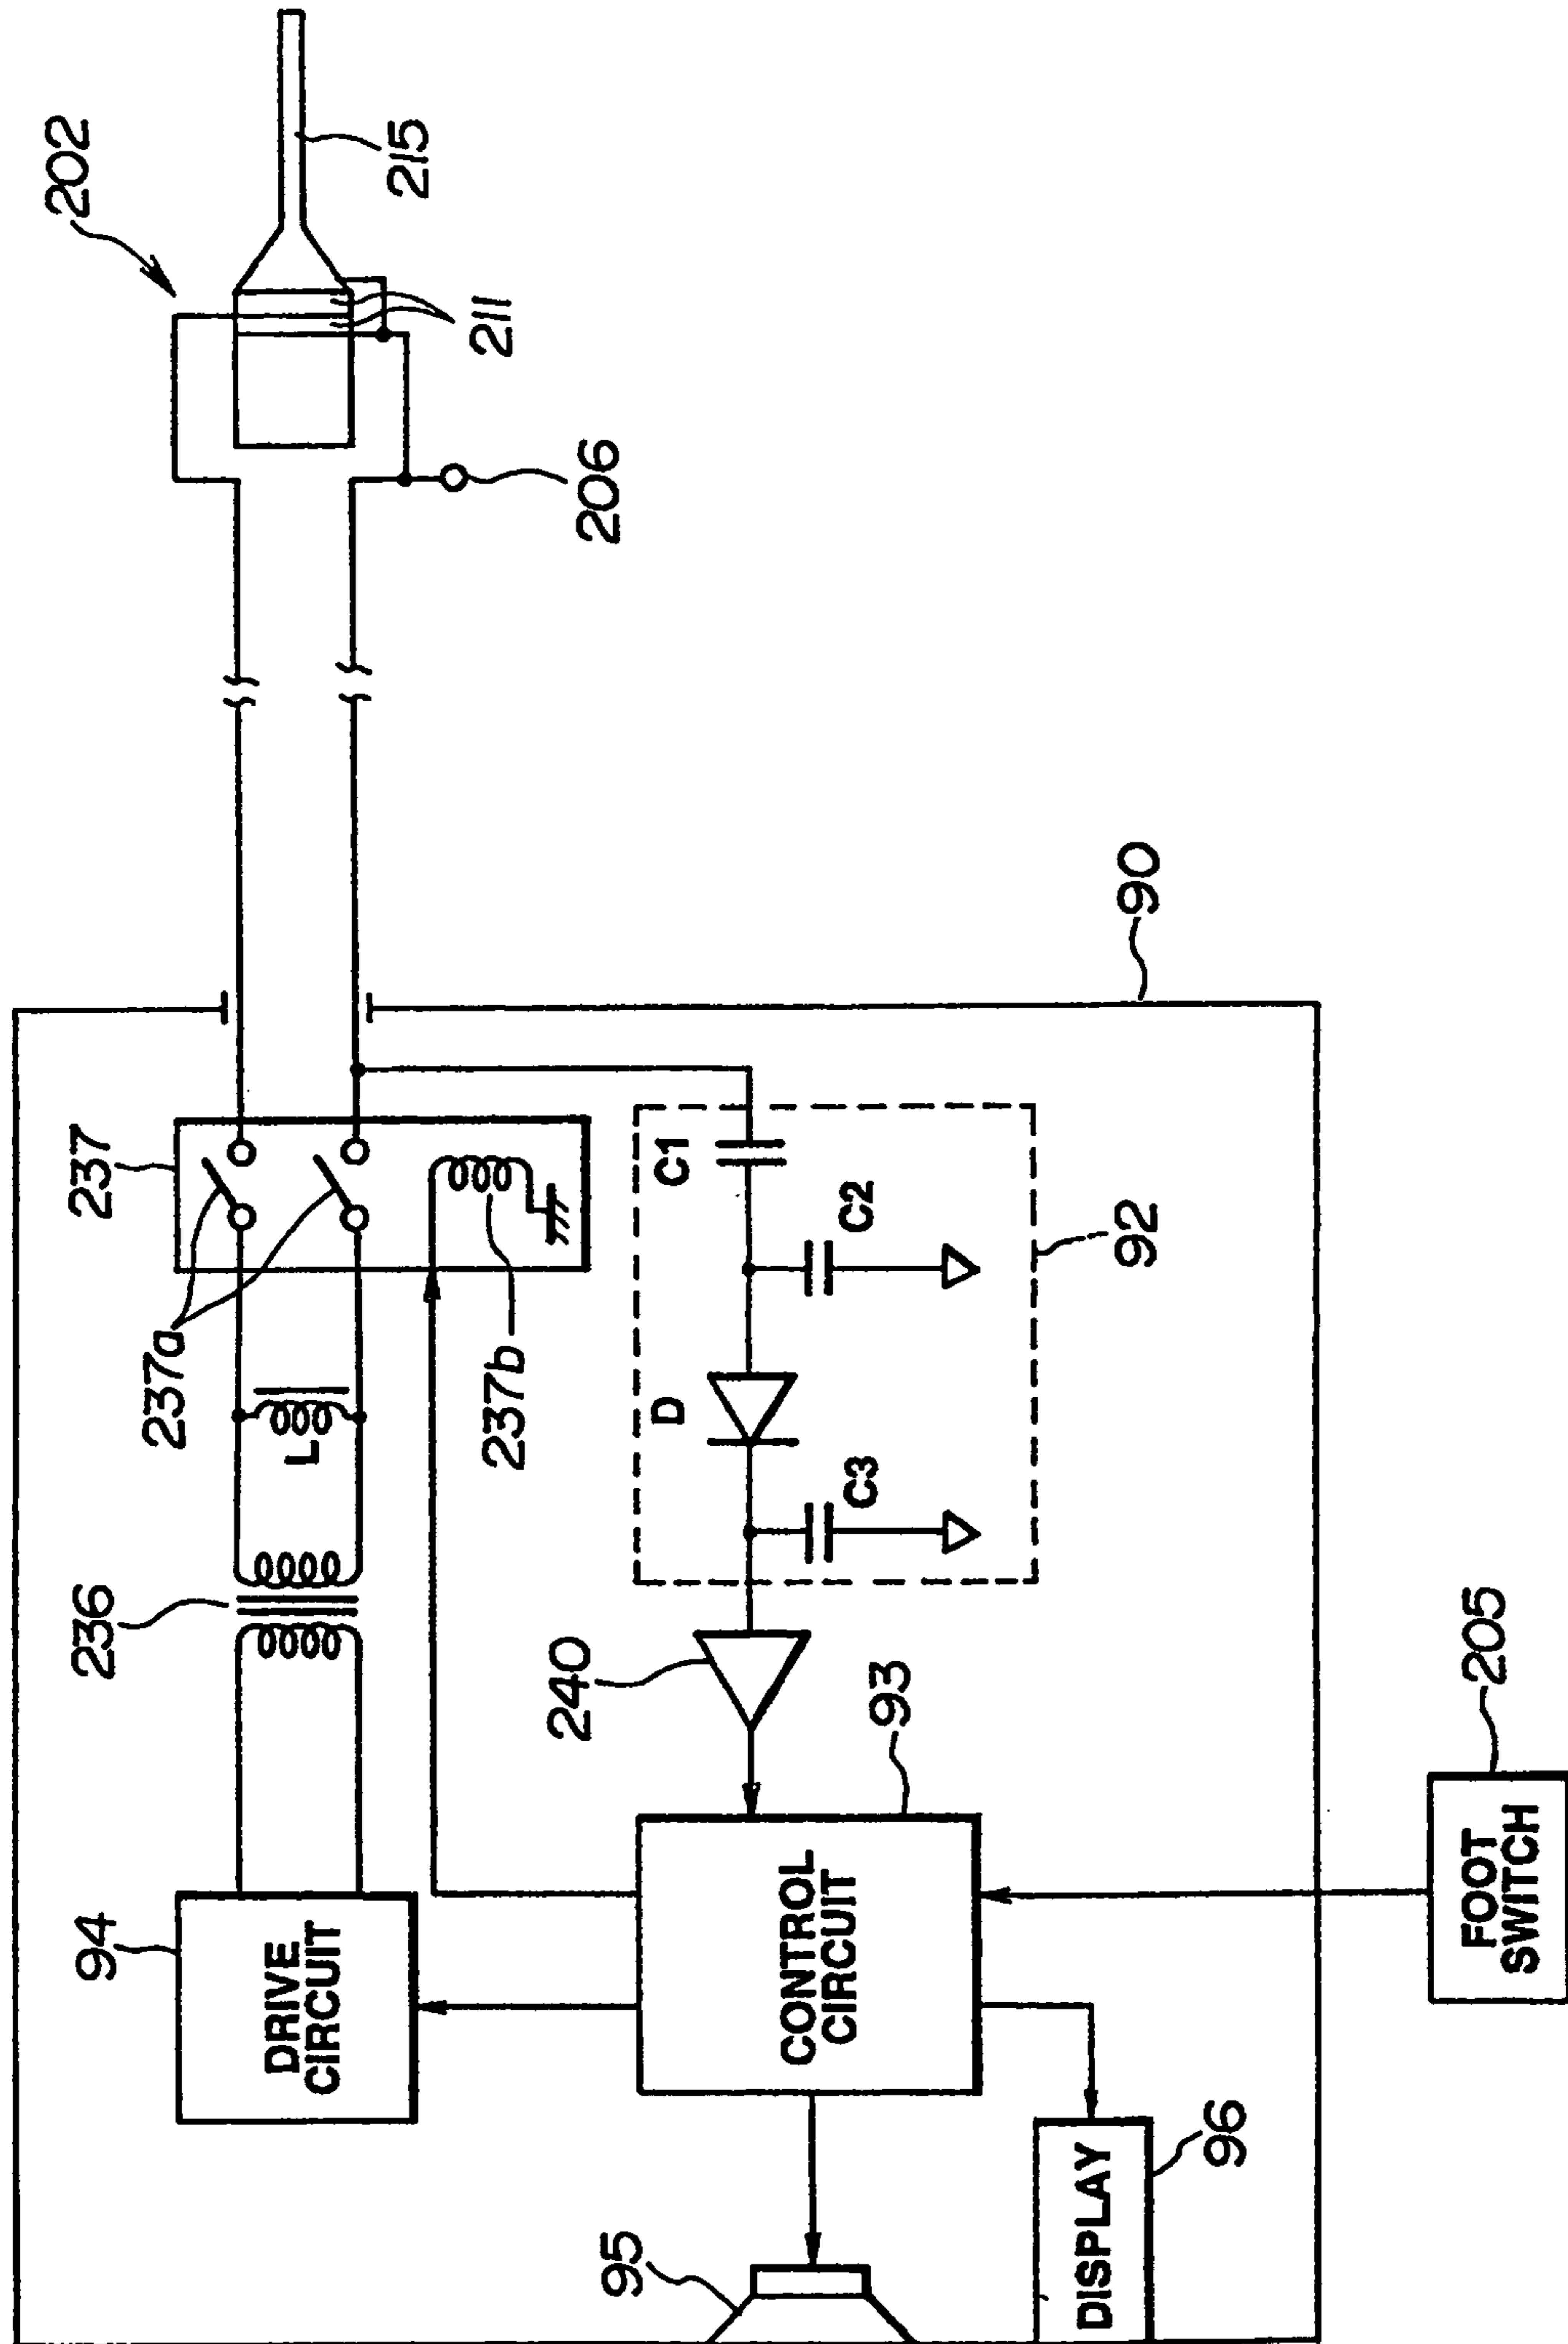 202
215
211
206
90
237
237a
L
237b
C1
C2
D
C3
92
236
240
93
94
DRIVE
CIRCUIT
CONTROL
CIRCUIT
205
FOOT
SWITCH
95
DISPLAY
96